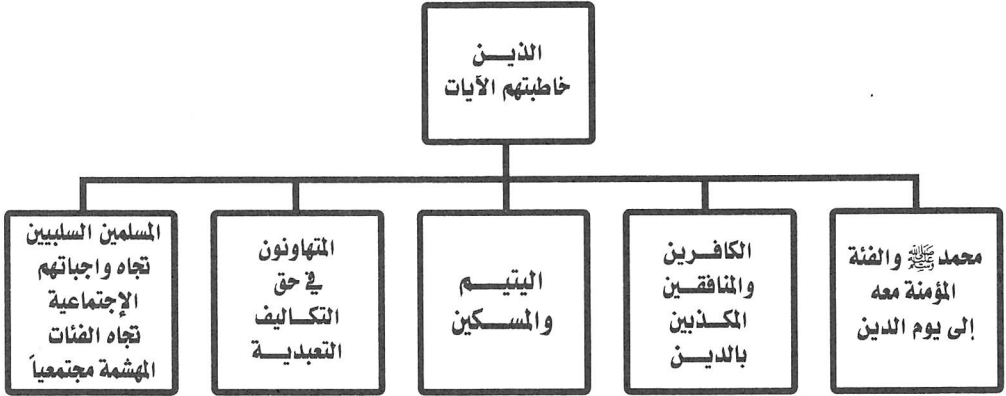 الذين
خاطبتهم الآيات
محمد ﷺ والفئة
المؤمنة معه
إلى يوم الدين
الكافرين
والمنافقين
المكذبين
بالدين
اليتيم
والمسكين
المتهاونون
في حق
التكاليف
التعبدية
المسلمين السلبيين
تجاه واجباتهم
الإجتماعية
تجاه الفئات
المهشمة مجتمعياً